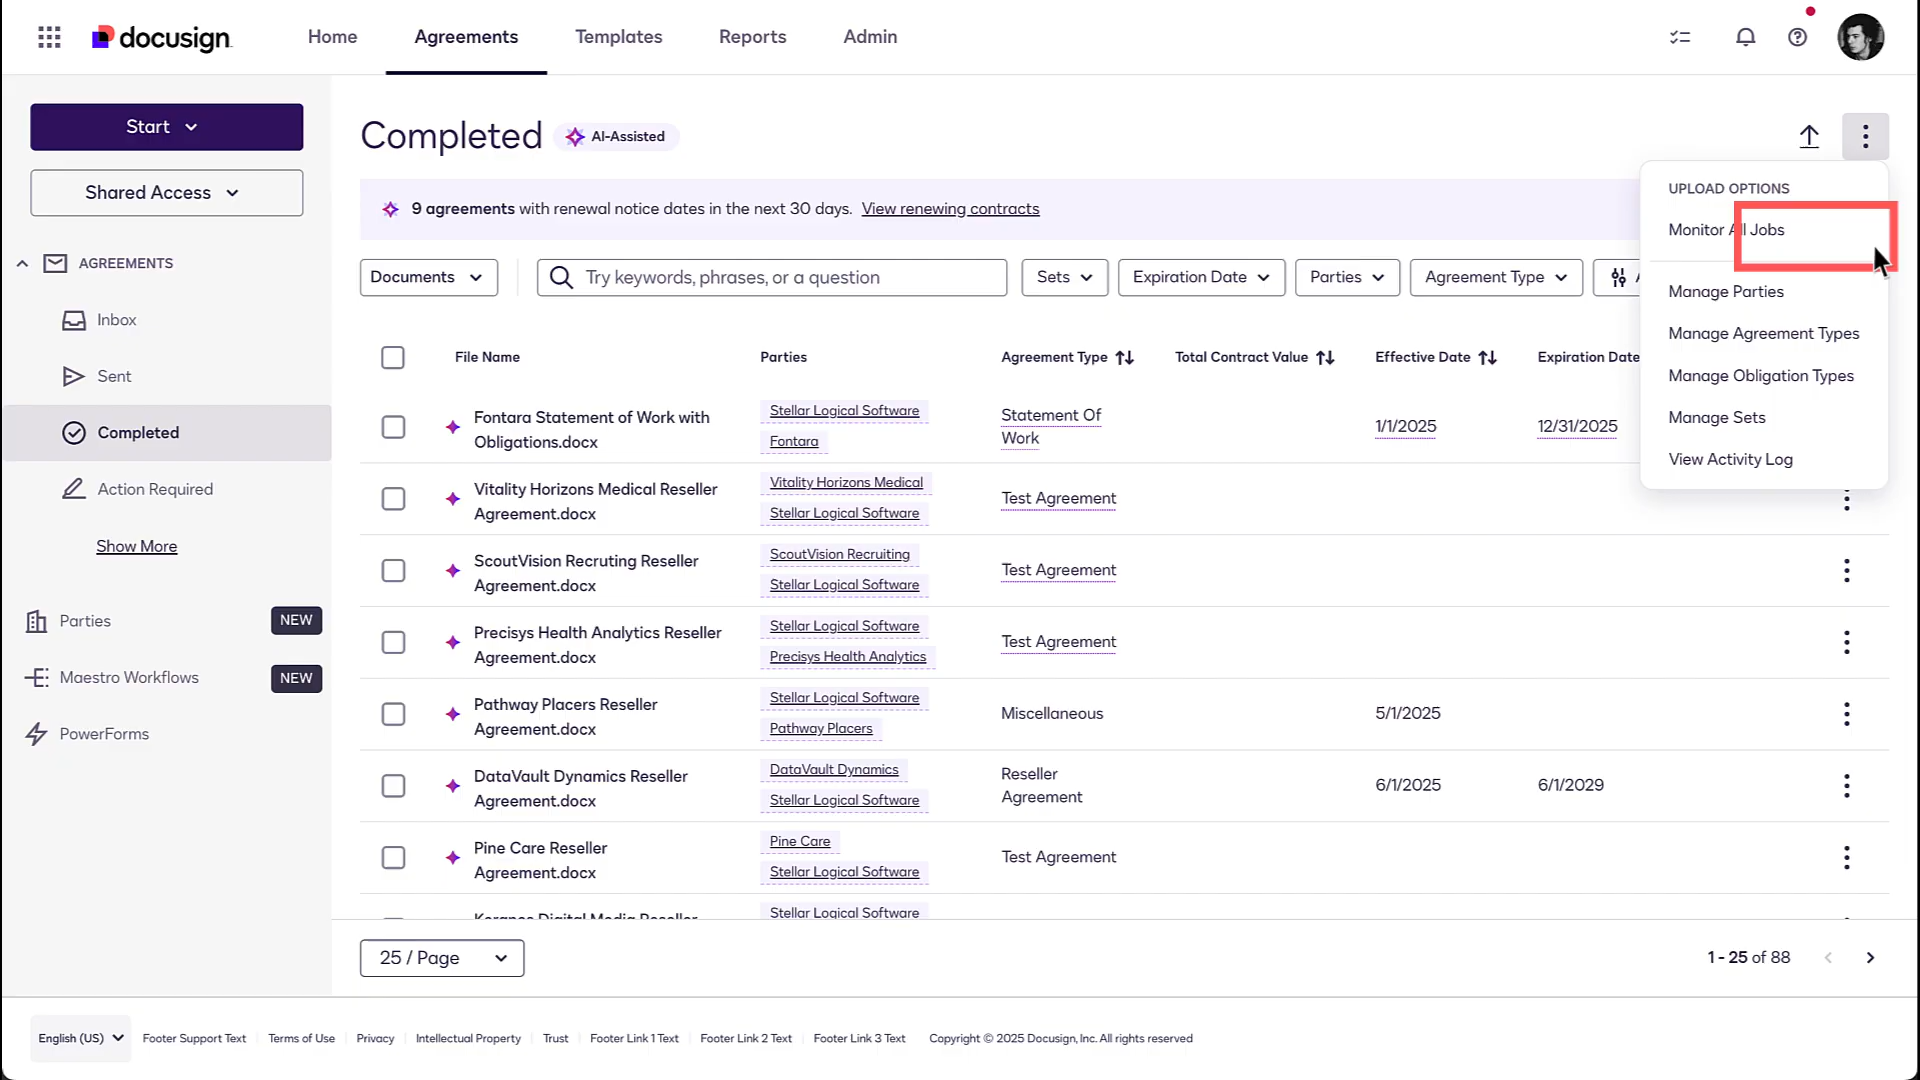 docusign
Home
Agreements
Templates
Reports
Admin
Start
Shared Access
AGREEMENTS
Inbox
Sent
Completed
Action Required
Show More
Parties NEW
Maestro Workflows NEW
PowerForms
Completed AI-Assisted
9 agreements with renewal notice dates in the next 30 days. View renewing contracts
Documents
Try keywords, phrases, or a question
Sets
Expiration Date
Parties
Agreement Type
UPLOAD OPTIONS
Monitor All Jobs
Manage Parties
Manage Agreement Types
Manage Obligation Types
Manage Sets
View Activity Log
File Name Parties Agreement Type Total Contract Value Effective Date Expiration Date
Fontara Statement of Work with
Obligations.docx
Stellar Logical Software
Fontara
Statement Of
Work
1/1/2025
12/31/2025
Vitality Horizons Medical Reseller
Agreement.docx
Vitality Horizons Medical
Stellar Logical Software
Test Agreement
ScoutVision Recruting Reseller
Agreement.docx
ScoutVision Recruiting
Stellar Logical Software
Test Agreement
Precisys Health Analytics Reseller
Agreement.docx
Stellar Logical Software
Precisys Health Analytics
Test Agreement
Pathway Placers Reseller
Agreement.docx
Stellar Logical Software
Pathway Placers
Miscellaneous
5/1/2025
DataVault Dynamics Reseller
Agreement.docx
DataVault Dynamics
Stellar Logical Software
Reseller
Agreement
6/1/2025
6/1/2029
Pine Care Reseller
Agreement.docx
Pine Care
Stellar Logical Software
Test Agreement
Digital Media Reseller
Stellar Logical Software
25 / Page
1 - 25 of 88
English (US)
Footer Support Text
Terms of Use
Privacy
Intellectual Property
Trust
Footer Link 1 Text
Footer Link 2 Text
Footer Link 3 Text
Copyright © 2025 Docusign, Inc. All rights reserved